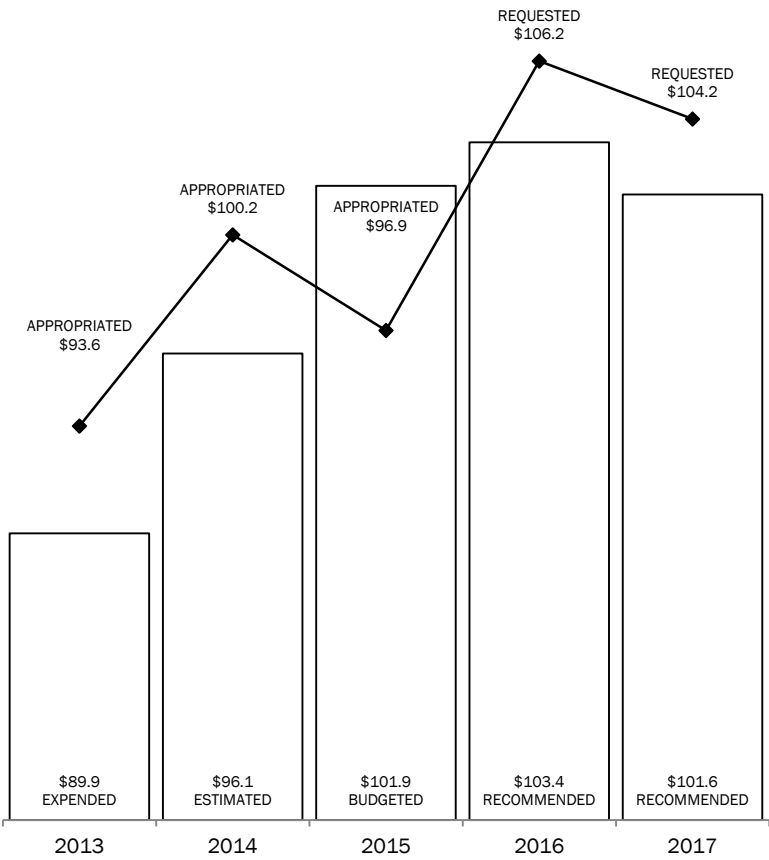 REQUESTED
$106.2
REQUESTED
$104.2
APPROPRIATED
$100.2
APPROPRIATED
$96.9
APPROPRIATED
$93.6
$89.9
EXPENDED
$96.1
ESTIMATED
$101.9
BUDGETED
$103.4
RECOMMENDED
$101.6
RECOMMENDED
2013
2014
2015
2016
2017